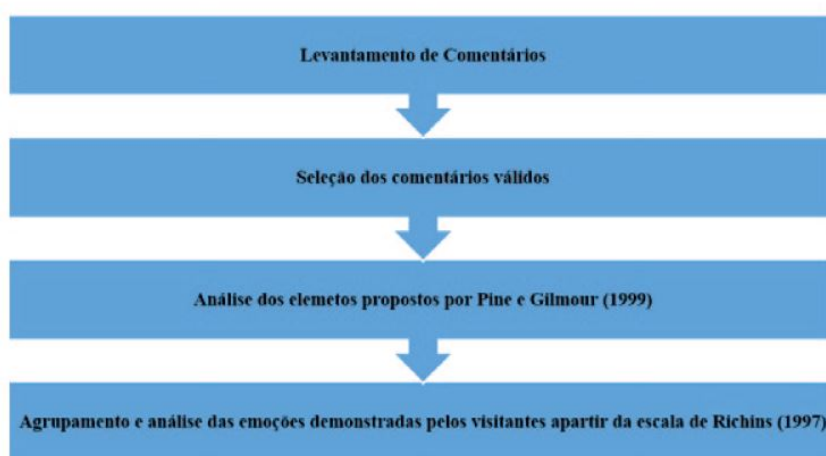 Levantamento de Comentários
Seleção dos comentários válidos
Análise dos elemetos propostos por Pine e Gilmour (1999)
Agrupamento e análise das emoções demonstradas pelos visitantes apartir da escala de Richins (1997)